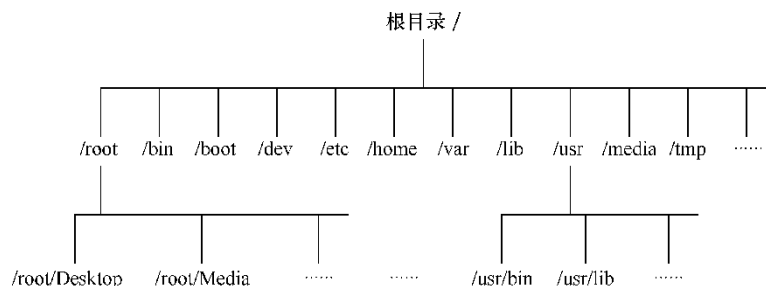 根目录 /
/root /bin /boot /dev /etc /home /var /lib /usr /media /tmp ……
/root/Desktop /root/Media …… …… /usr/bin /usr/lib ……